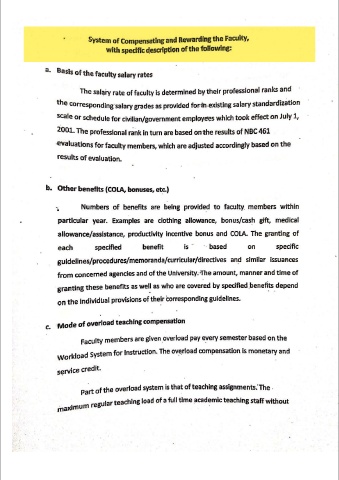 System of Compensating and Rewarding the Faculty,
with specific description of the following:
a. Basis of the faculty salary rates
The salary rate of faculty is determined by their professional ranks and
the corresponding salary grades as provided for in existing salary standardization
scale or schedule for civilian/government employees which took effect on July 1,
2001. The professional rank in turn are based on the results of NBC 461
evaluations for faculty members, which are adjusted accordingly based on the
results of evaluation.
b. Other benefits (COLA, bonuses, etc.)
Numbers of benefits are being provided to faculty members within
particular year. Examples are clothing allowance, bonus/cash gift, medical
allowance/assistance, productivity incentive bonus and COLA. The granting of
each specified benefit is based on specific
guidelines/procedures/memoranda/curricular/directives and similar issuances
from concerned agencies and of the University. The amount, manner and time of
granting these benefits as well as who are covered by specified benefits depend
on the individual provisions of their corresponding guidelines.
c. Mode of overload teaching compensation
Faculty members are given overload pay every semester based on the
Workload System for Instruction. The overload compensation is monetary and
service credit.
Part of the overload system is that of teaching assignments. The
maximum regular teaching load of a full time academic teaching staff without